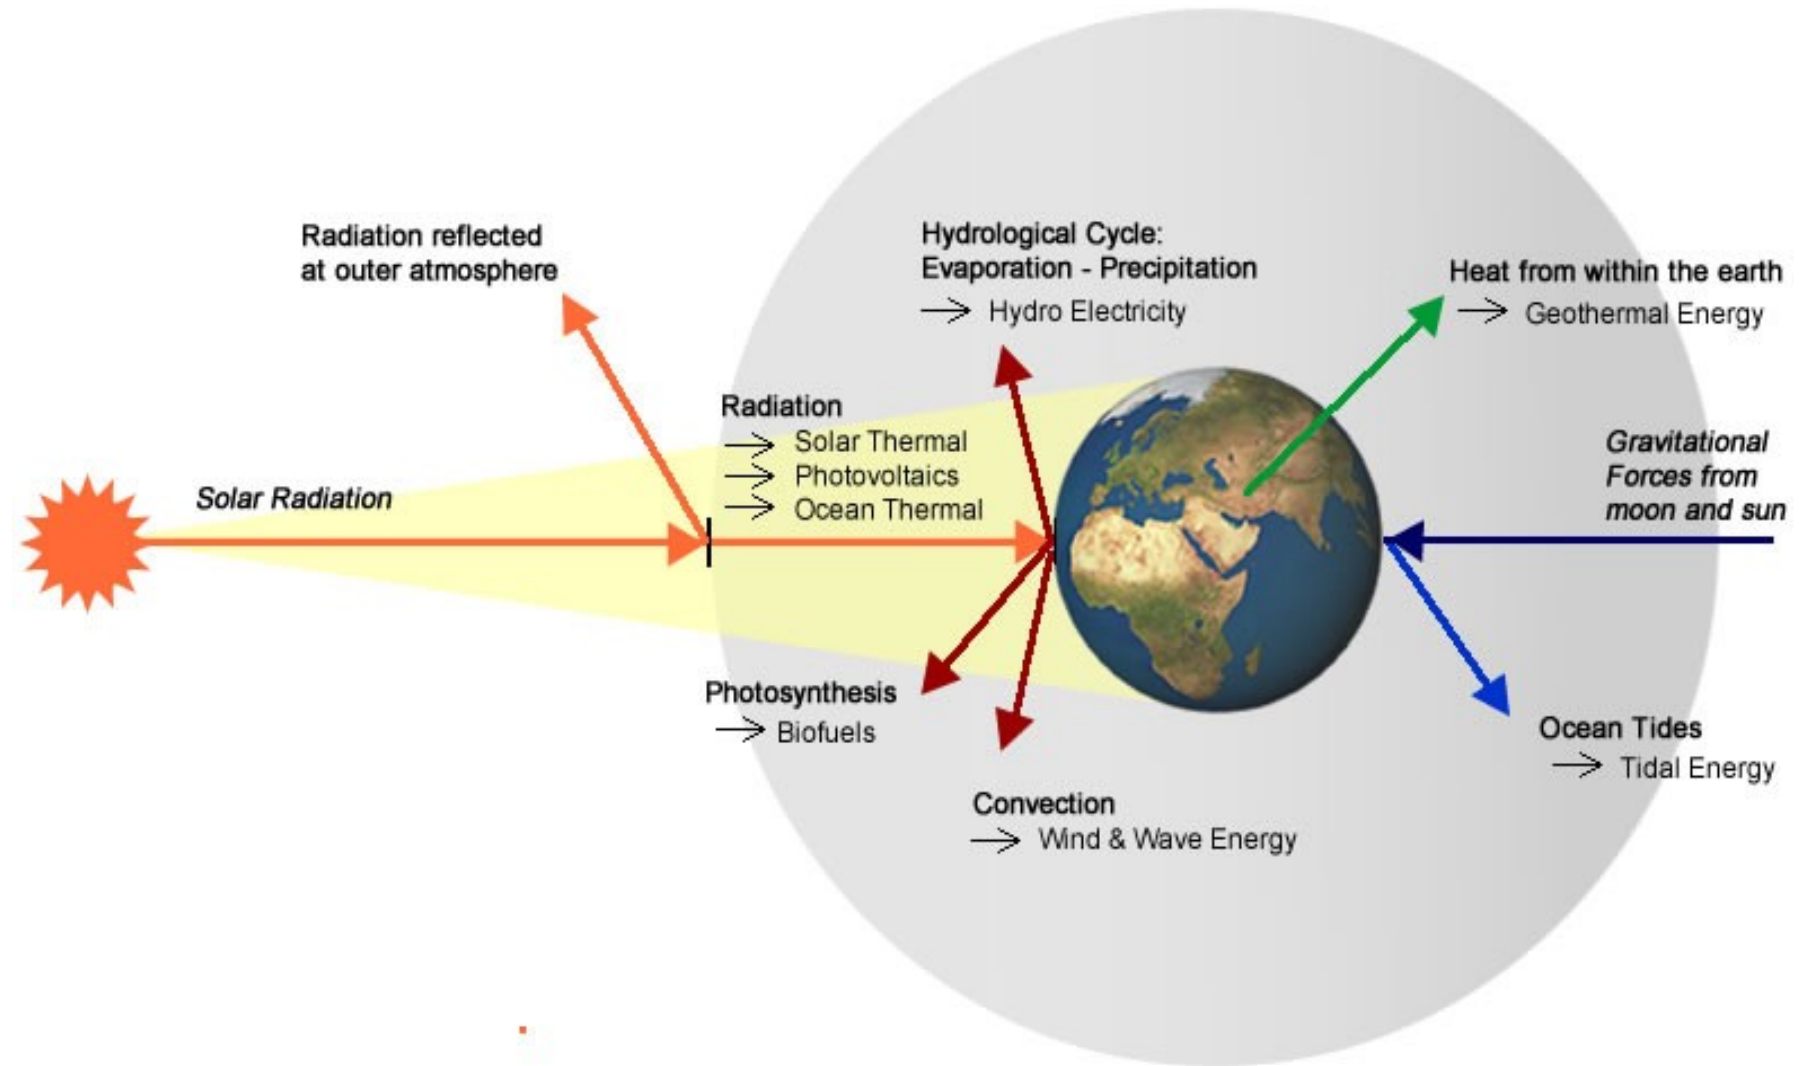 Radiation reflected
at outer atmosphere
Hydrological Cycle:
Evaporation - Precipitation
Hydro Electricity
Heat from within the earth
Geothermal Energy
Radiation
Solar Thermal
Photovoltaics
Ocean Thermal
Solar Radiation
Gravitational
Forces from
moon and sun
Photosynthesis
Biofuels
Convection
Wind & Wave Energy
Ocean Tides
Tidal Energy